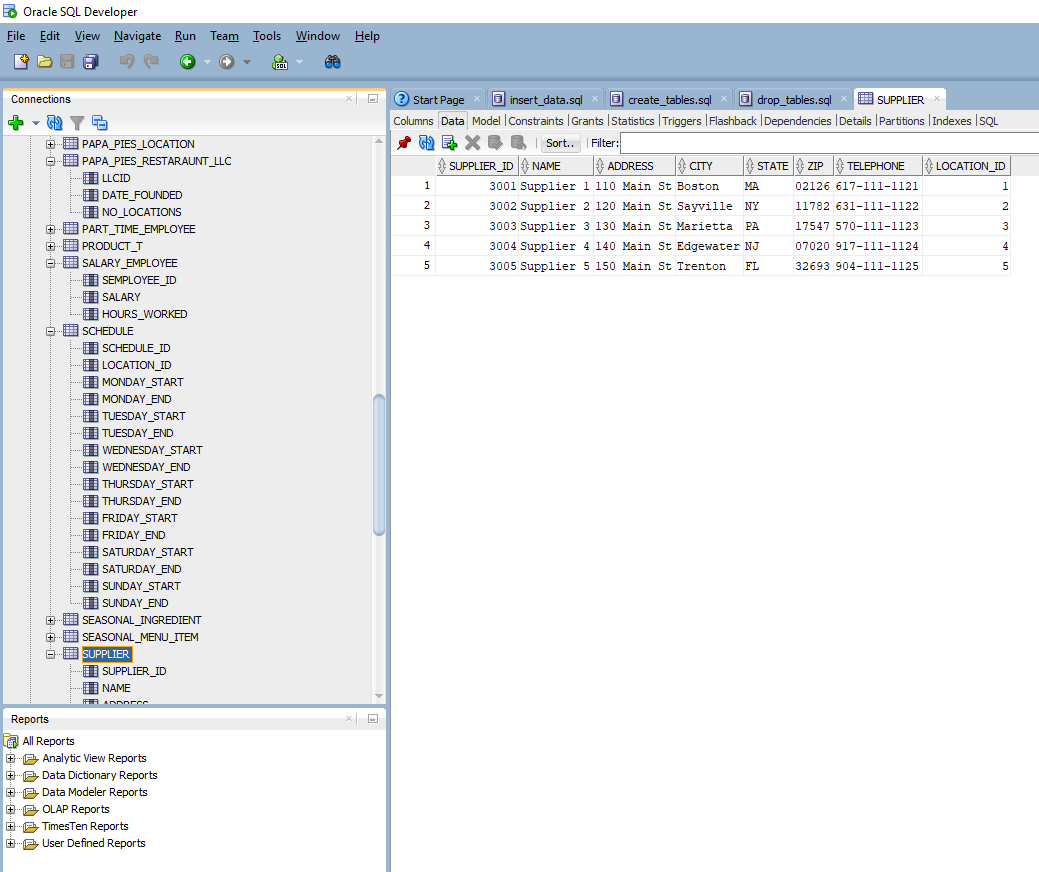 Oracle SQL Developer
File Edit View Navigate Run Team Tools Window Help
Connections
PAPA_PIES_LOCATION
PAPA_PIES_RESTARAUNT_LLC
LLCID
DATE_FOUNDED
NO_LOCATIONS
PART_TIME_EMPLOYEE
PRODUCT_T
SALARY_EMPLOYEE
SEMPLOYEE_ID
SALARY
HOURS_WORKED
SCHEDULE
SCHEDULE_ID
LOCATION_ID
MONDAY_START
MONDAY_END
TUESDAY_START
TUESDAY_END
WEDNESDAY_START
WEDNESDAY_END
THURSDAY_START
THURSDAY_END
FRIDAY_START
FRIDAY_END
SATURDAY_START
SATURDAY_END
SUNDAY_START
SUNDAY_END
SEASONAL_INGREDIENT
SEASONAL_MENU_ITEM
SUPPLIER
SUPPLIER_ID
NAME
ADDRESS
Reports
All Reports
Analytic View Reports
Data Dictionary Reports
Data Modeler Reports
OLAP Reports
TimesTen Reports
User Defined Reports
Start Page insert_data.sql create_tables.sql drop_tables.sql SUPPLIER
Columns Data Model Constraints Grants Statistics Triggers Flashback Dependencies Details Partitions Indexes SQL
Sort.. Filter:
SUPPLIER_ID NAME ADDRESS CITY STATE ZIP TELEPHONE LOCATION_ID
1 3001 Supplier 1 110 Main St Boston MA 02126 617-111-1121 1
2 3002 Supplier 2 120 Main St Sayville NY 11782 631-111-1122 2
3 3003 Supplier 3 130 Main St Marietta PA 17547 570-111-1123 3
4 3004 Supplier 4 140 Main St Edgewater NJ 07020 917-111-1124 4
5 3005 Supplier 5 150 Main St Trenton FL 32693 904-111-1125 5